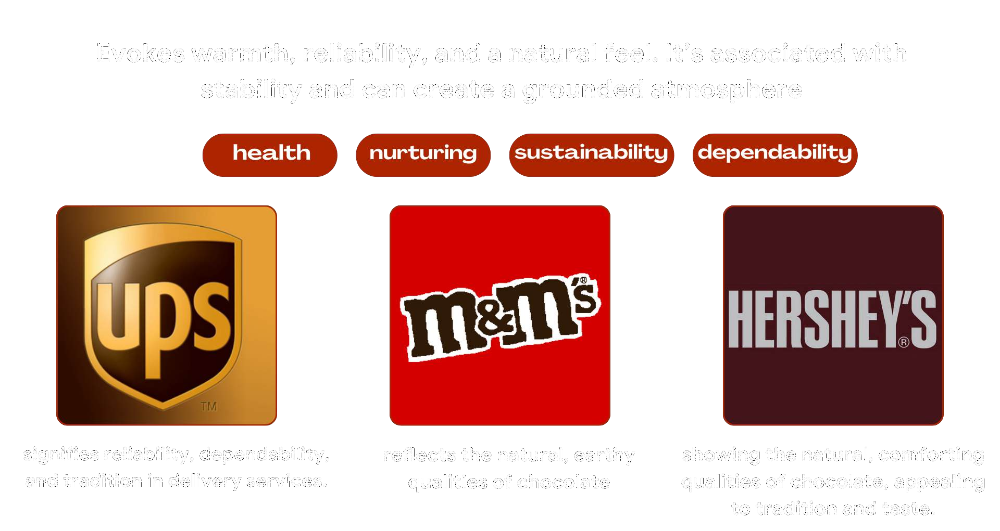 Evokes warmth, reliability, and a natural feel. It's associated with
stability and can create a grounded atmosphere
health nurturing sustainability dependability
ups
TM
m&m's®
HERSHEY'S®
signifies reliability, dependability,
and tradition in delivery services.
reflects the natural, earthy
qualities of chocolate
showing the natural, comforting
qualities of chocolate, appealing
to tradition and taste.